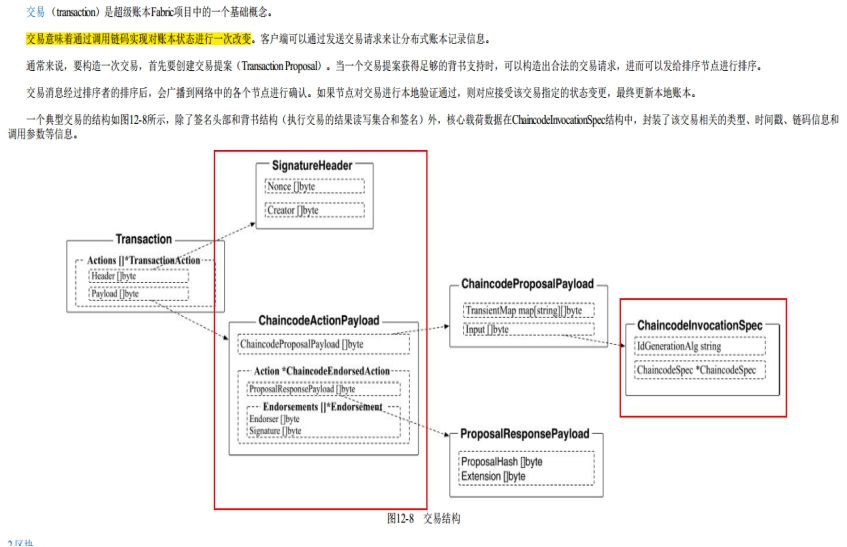 交易（transaction）是超级账本Fabric项目中的一个基础概念。
交易意味着通过调用链码实现对账本状态进行一次改变。客户端可以通过发送交易请求来让分布式账本记录信息。
通常来说，要构造一次交易，首先要创建交易提案（Transaction Proposal）。当一个交易提案获得足够的背书支持时，可以构造出合法的交易请求，进而可以发给排序节点进行排序。
交易消息经过排序者的排序后，会广播到网络中的各个节点进行确认。如果节点对交易进行本地验证通过，则对应接受该交易指定的状态变更，最终更新本地账本。
一个典型交易的结构如图12-8所示，除了签名头部和背书结构（执行交易的结果读写集合和签名）外，核心载荷数据在ChaincodeInvocationSpec结构中，封装了该交易相关的类型、时间戳、链码信息和
调用参数等信息。
SignatureHeader
Nonce []byte
Creator []byte
Transaction
Actions []*TransactionAction
Header []byte
Payload []byte
ChaincodeActionPayload
ChaincodeProposalPayload []byte
Action *ChaincodeEndorsedAction
ProposalResponsePayload []byte
Endorsements []*Endorsement
Endorser []byte
Signature []byte
ChaincodeProposalPayload
TransientMap map[string][]byte
Input []byte
ChaincodeInvocationSpec
IdGenerationAlg string
ChaincodeSpec *ChaincodeSpec
ProposalResponsePayload
ProposalHash []byte
Extension []byte
图12-8 交易结构
2.区块